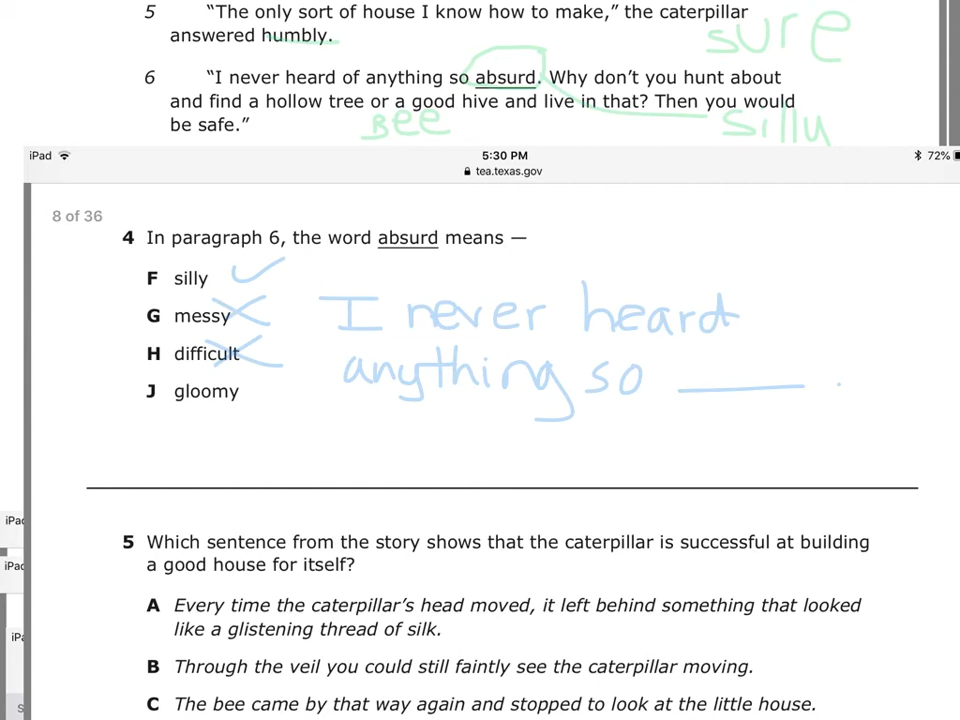 5 “The only sort of house I know how to make,” the caterpillar
answered humbly.
sure
6 “I never heard of anything so absurd. Why don’t you hunt about
and find a hollow tree or a good hive and live in that? Then you would
be safe.”
Bee
silly
iPad 5:30 PM 72%
tea.texas.gov
8 of 36
4 In paragraph 6, the word absurd means —
F silly
G messy
H difficult
J gloomy
I never heard
anything so ____ .
iPad
iPad
5 Which sentence from the story shows that the caterpillar is successful at building
a good house for itself?
A Every time the caterpillar’s head moved, it left behind something that looked
like a glistening thread of silk.
B Through the veil you could still faintly see the caterpillar moving.
C The bee came by that way again and stopped to look at the little house.